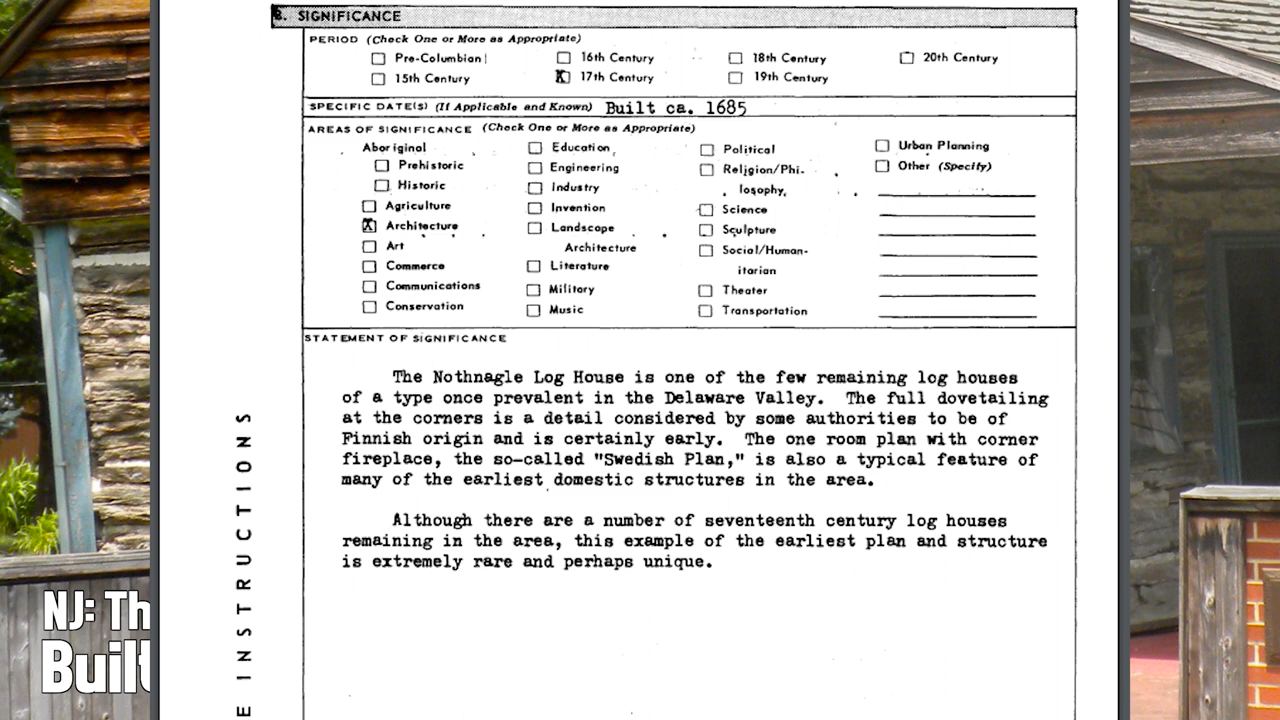 8. SIGNIFICANCE
PERIOD (Check One or More as Appropriate)
Pre-Columbian 16th Century 18th Century 20th Century
15th Century X 17th Century 19th Century
SPECIFIC DATE(S) (If Applicable and Known) Built ca. 1685
AREAS OF SIGNIFICANCE (Check One or More as Appropriate)
Aboriginal
Prehistoric
Historic
Agriculture
X Architecture
Art
Commerce
Communications
Conservation
Education
Engineering
Industry
Invention
Landscape
Architecture
Literature
Military
Music
Political
Religion/Phi-
losophy
Science
Sculpture
Social/Human-
itarian
Theater
Transportation
Urban Planning
Other (Specify)
STATEMENT OF SIGNIFICANCE
The Nothnagle Log House is one of the few remaining log houses
of a type once prevalent in the Delaware Valley. The full dovetailing
at the corners is a detail considered by some authorities to be of
Finnish origin and is certainly early. The one room plan with corner
fireplace, the so-called "Swedish Plan," is also a typical feature of
many of the earliest domestic structures in the area.
Although there are a number of seventeenth century log houses
remaining in the area, this example of the earliest plan and structure
is extremely rare and perhaps unique.
E INSTRUCTIONS
NJ: Th
Built